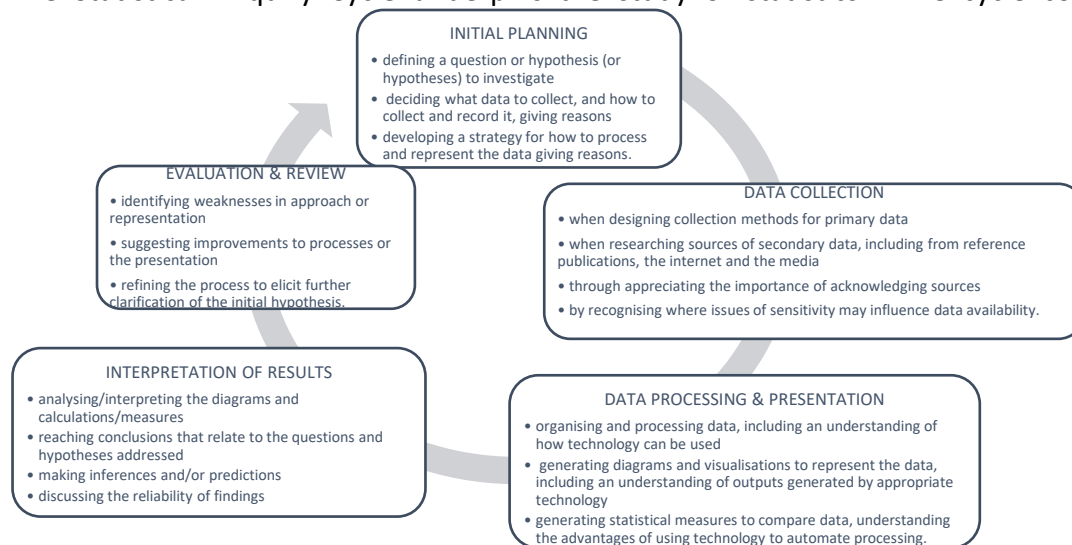 INITIAL PLANNING
• defining a question or hypothesis (or
hypotheses) to investigate
• deciding what data to collect, and how to
collect and record it, giving reasons
• developing a strategy for how to process
and represent the data giving reasons.
DATA COLLECTION
• when designing collection methods for primary data
• when researching sources of secondary data, including from reference
publications, the internet and the media
• through appreciating the importance of acknowledging sources
• by recognising where issues of sensitivity may influence data availability.
DATA PROCESSING & PRESENTATION
• organising and processing data, including an understanding of
how technology can be used
• generating diagrams and visualisations to represent the data,
including an understanding of outputs generated by appropriate
technology
• generating statistical measures to compare data, understanding
the advantages of using technology to automate processing.
INTERPRETATION OF RESULTS
• analysing/interpreting the diagrams and
calculations/measures
• reaching conclusions that relate to the questions and
hypotheses addressed
• making inferences and/or predictions
• discussing the reliability of findings
EVALUATION & REVIEW
• identifying weaknesses in approach or
representation
• suggesting improvements to processes or
the presentation
• refining the process to elicit further
clarification of the initial hypothesis.